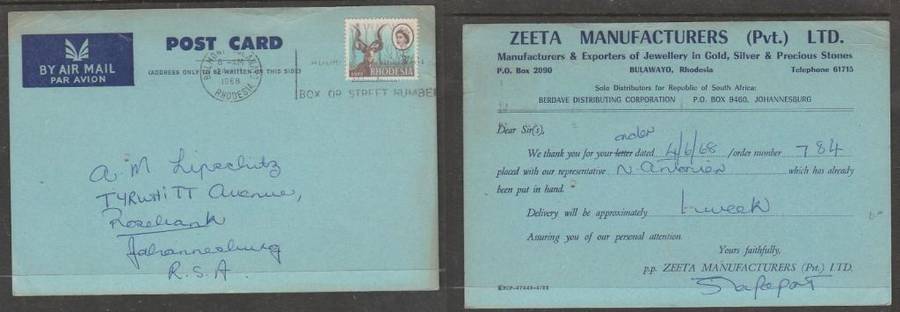 POST CARD
BY AIR MAIL
PAR AVION
(ADDRESS ONLY TO BE WRITTEN ON THIS SIDE)
8 - AM
1968
RHODESIA
RHODESIA
BOX OR STREET NUMBER
A. M Lipschitz
TYRWHITT Avenue,
Rosebank
Johannesburg
R.S.A.
ZEETA MANUFACTURERS (Pvt.) LTD.
Manufacturers & Exporters of Jewellery in Gold, Silver & Precious Stones
P.O. Box 2090 BULAWAYO, Rhodesia Telephone 61715
Sole Distributors for Republic of South Africa:
BERDAVE DISTRIBUTING CORPORATION P.O. BOX 9460, JOHANNESBURG
Dear Sir(s),
order
We thank you for your letter dated 4/6/68 /order number 784
placed with our representative N. which has already
been put in hand.
Delivery will be approximately 1-week
Assuring you of our personal attention.
Yours faithfully,
p.p. ZEETA MANUFACTURERS (Pvt.) LTD.